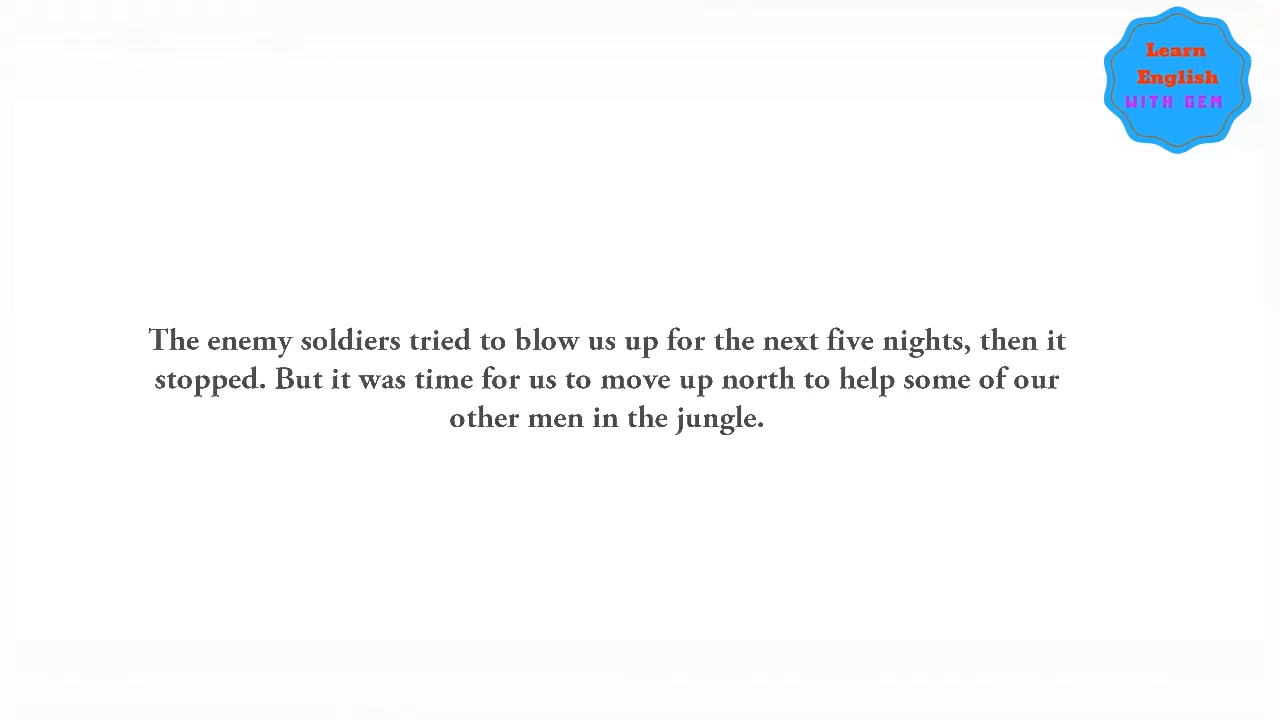 Learn
English
WITH GEM
The enemy soldiers tried to blow us up for the next five nights, then it
stopped. But it was time for us to move up north to help some of our
other men in the jungle.